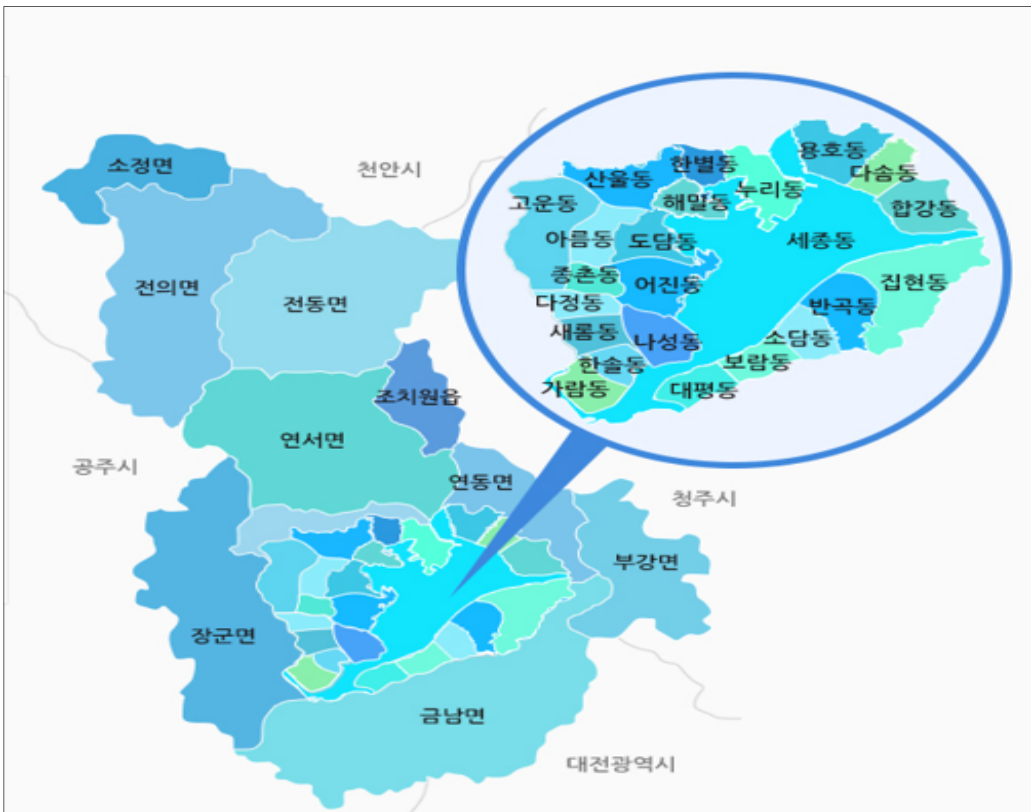 소정면
천안시
전의면
전동면
조치원읍
연서면
공주시
연동면
청주시
부강면
장군면
금남면
대전광역시
용호동
한별동
다솜동
산울동
누리동
해밀동
고운동
합강동
아름동
도담동
세종동
종촌동
어진동
집현동
다정동
반곡동
새롬동
나성동
소담동
한솔동
보람동
가람동
대평동